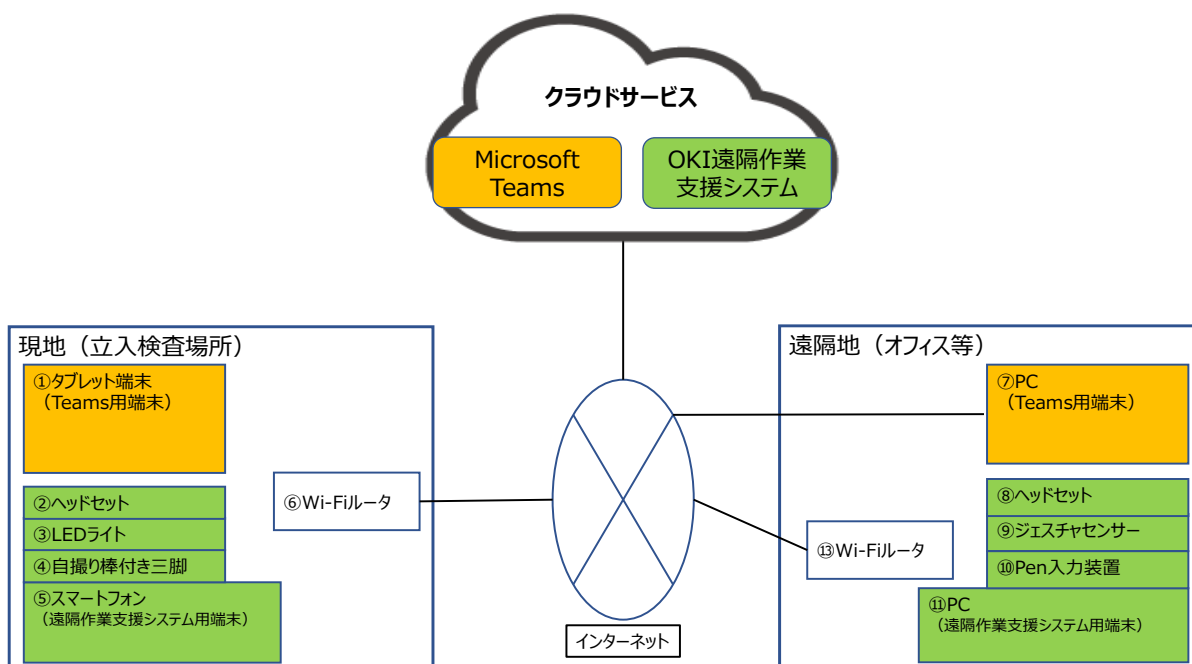 クラウドサービス
Microsoft
Teams
OKI遠隔作業
支援システム
現地（立入検査場所）
①タブレット端末
（Teams用端末）
②ヘッドセット
③LEDライト
④自撮り棒付き三脚
⑤スマートフォン
（遠隔作業支援システム用端末）
⑥Wi-Fiルータ
インターネット
遠隔地（オフィス等）
⑦PC
（Teams用端末）
⑧ヘッドセット
⑨ジェスチャセンサー
⑩Pen入力装置
⑪PC
（遠隔作業支援システム用端末）
⑬Wi-Fiルータ